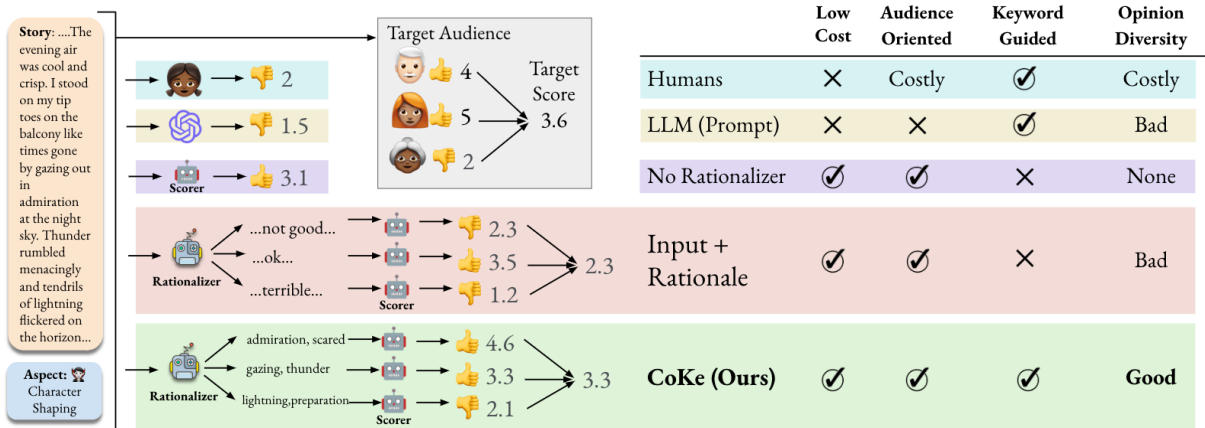 Story: ....The
evening air
was cool and
crisp. I stood
on my tip
toes on the
balcony like
times gone
by gazing out
in
admiration
at the night
sky. Thunder
rumbled
menacingly
and tendrils
of lightning
flickered on
the horizon...
Aspect:
Character
Shaping
Target Audience
4
5
2
Target
Score
3.6
2
1.5
Scorer
3.1
Rationalizer
...not good...
...ok...
...terrible...
Scorer
2.3
3.5
1.2
2.3
Rationalizer
admiration, scared
gazing, thunder
lightning,preparation
Scorer
4.6
3.3
2.1
3.3
Low
Cost
Audience
Oriented
Keyword
Guided
Opinion
Diversity
Humans Costly Costly
LLM (Prompt) Bad
No Rationalizer None
Input +
Rationale Bad
CoKe (Ours) Good